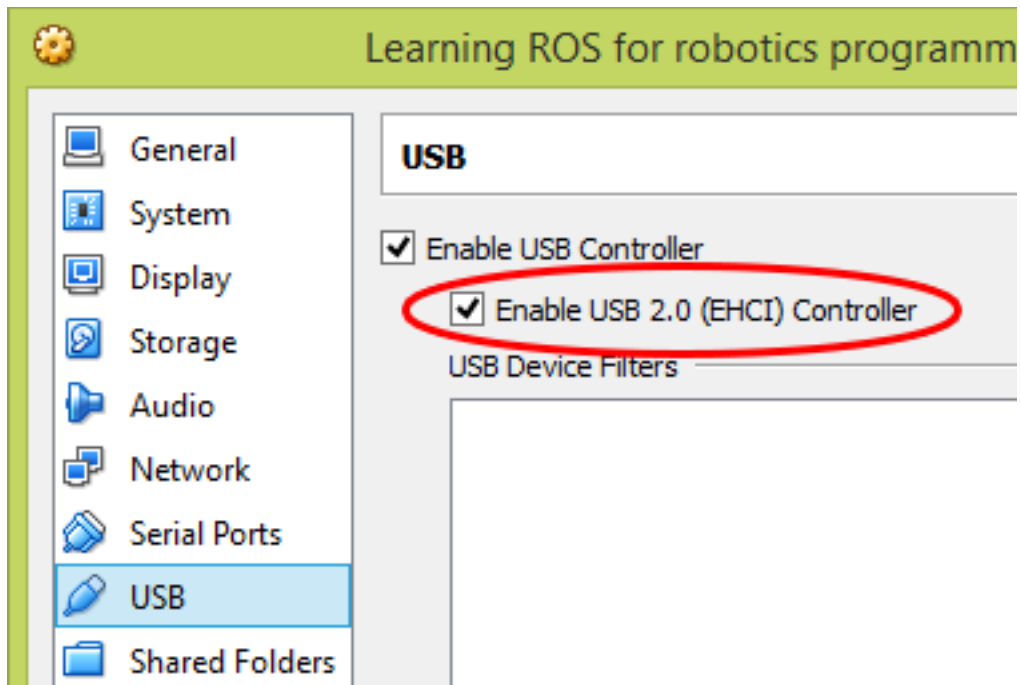 Learning ROS for robotics programm
General
System
Display
Storage
Audio
Network
Serial Ports
USB
Shared Folders
USB
Enable USB Controller
Enable USB 2.0 (EHCI) Controller
USB Device Filters